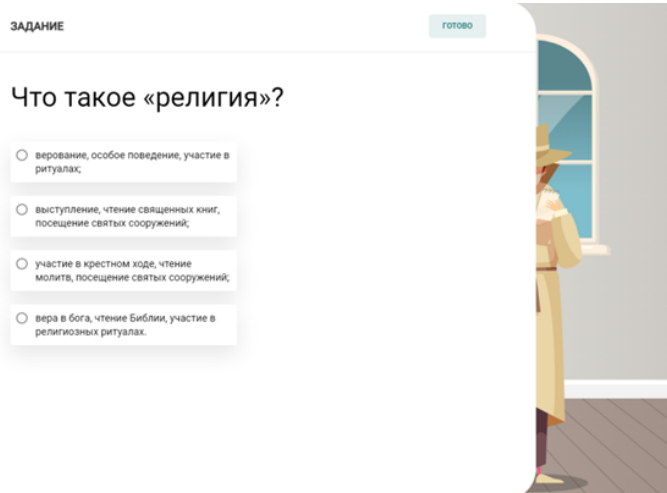 ЗАДАНИЕ
ГОТОВО
Что такое «религия»?
верование, особое поведение, участие в
ритуалах;
выступление, чтение священных книг,
посещение святых сооружений;
участие в крестном ходе, чтение
молитв, посещение святых сооружений;
вера в бога, чтение Библии, участие в
религиозных ритуалах.